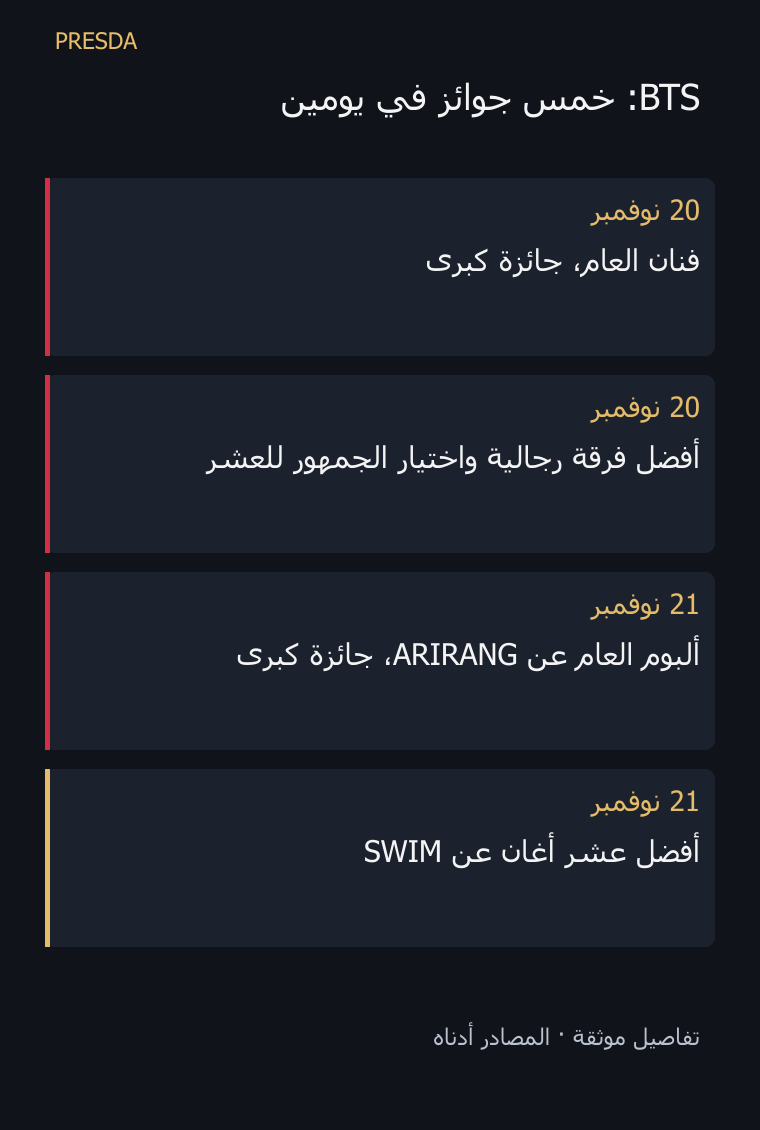 PRESDA
BTS: خمس جوائز في يومين
20 نوفمبر
فنان العام، جائزة كبرى
20 نوفمبر
أفضل فرقة رجالية واختيار الجمهور للعشر
21 نوفمبر
ألبوم العام عن ARIRANG، جائزة كبرى
21 نوفمبر
أفضل عشر أغان عن SWIM
تفاصيل موثقة · المصادر أدناه